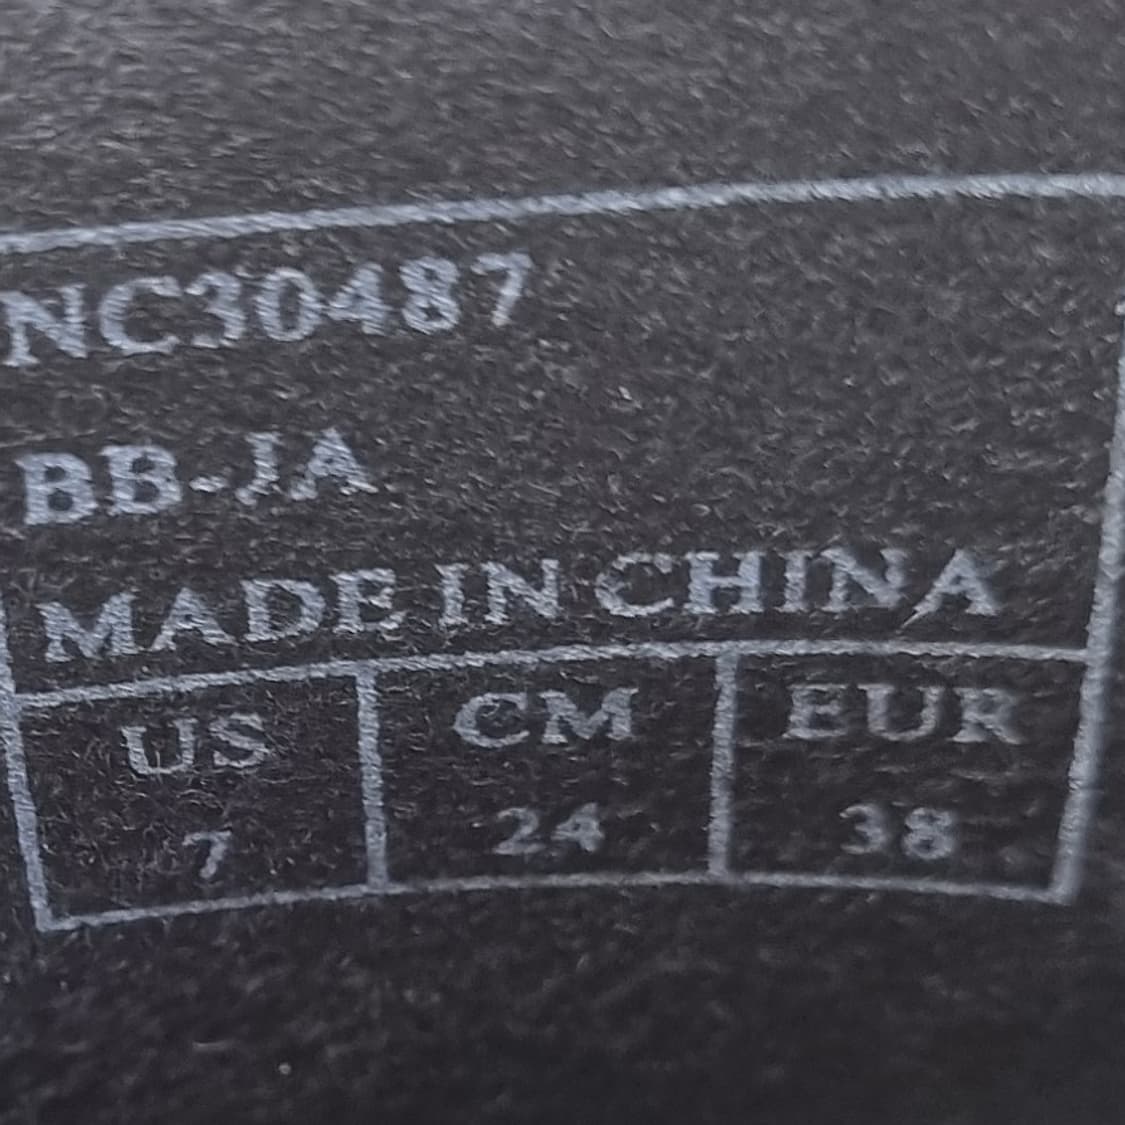 NC30487
BB-JA
MADE IN CHINA
US CM EUR
7 24 38